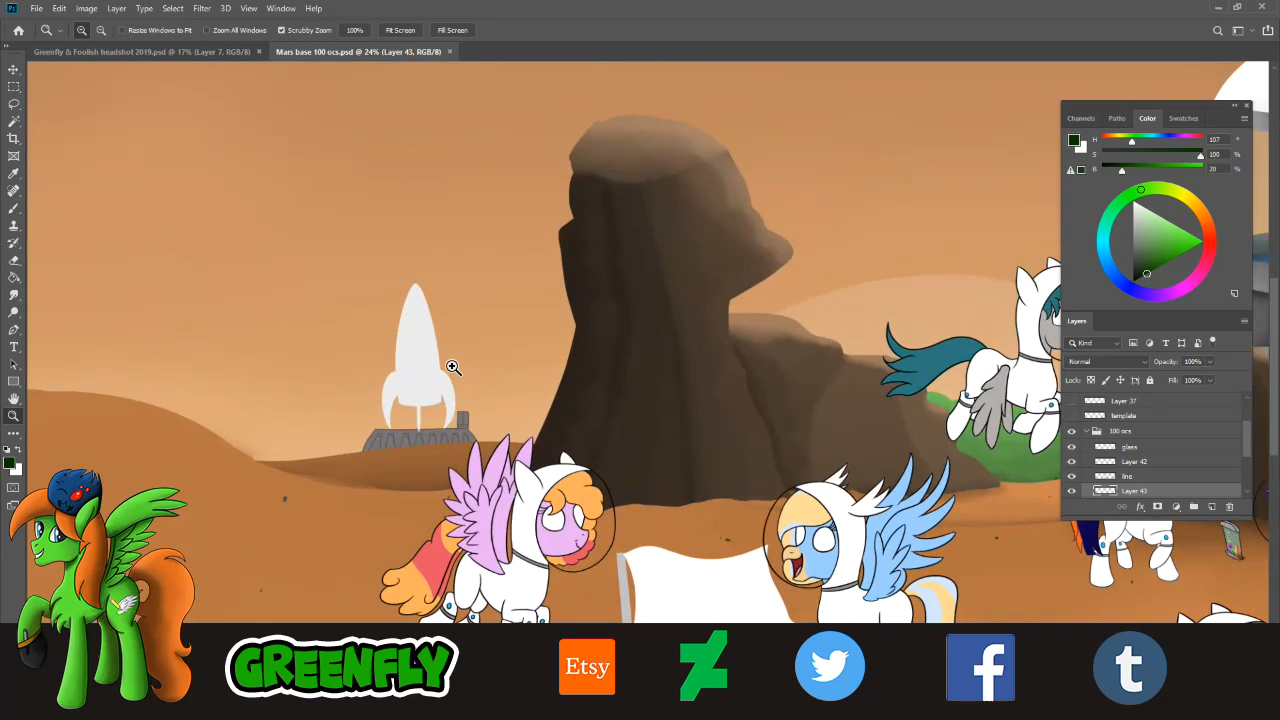 Ps File Edit Image Layer Type Select Filter 3D View Window Help
Resize Windows to Fit Zoom All Windows Scrubby Zoom 100% Fit Screen Fill Screen
Greenfly & Foolish headshot 2019.psd @ 17% (Layer 7, RGB/8) × Mars base 100 ocs.psd @ 24% (Layer 43, RGB/8) ×
Channels Paths Color Swatches
H 107 °
S 100 %
B 20 %
Layers
Kind
Normal Opacity: 100%
Lock: Fill: 100%
Layer 37
template
100 ocs
glass
Layer 42
line
Layer 43
fx
GREENFLY
Etsy
f
t